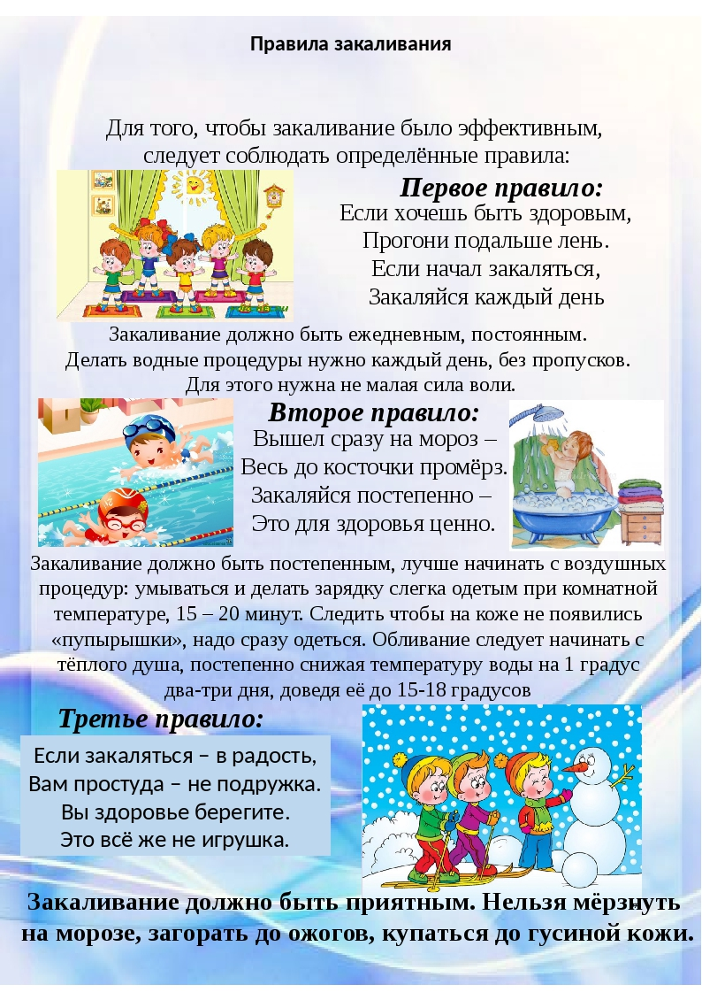 Правила закаливания
Для того, чтобы закаливание было эффективным,
следует соблюдать определённые правила:
Первое правило:
Если хочешь быть здоровым,
Прогони подальше лень.
Если начал закаляться,
Закаляйся каждый день
Закаливание должно быть ежедневным, постоянным.
Делать водные процедуры нужно каждый день, без пропусков.
Для этого нужна не малая сила воли.
Второе правило:
Вышел сразу на мороз –
Весь до косточки промёрз.
Закаляйся постепенно –
Это для здоровья ценно.
Закаливание должно быть постепенным, лучше начинать с воздушных
процедур: умываться и делать зарядку слегка одетым при комнатной
температуре, 15 – 20 минут. Следить чтобы на коже не появились
«пупырышки», надо сразу одеться. Обливание следует начинать с
тёплого душа, постепенно снижая температуру воды на 1 градус
два-три дня, доведя её до 15-18 градусов
Третье правило:
Если закаляться – в радость,
Вам простуда – не подружка.
Вы здоровье берегите.
Это всё же не игрушка.
Закаливание должно быть приятным. Нельзя мёрзнуть
на морозе, загорать до ожогов, купаться до гусиной кожи.